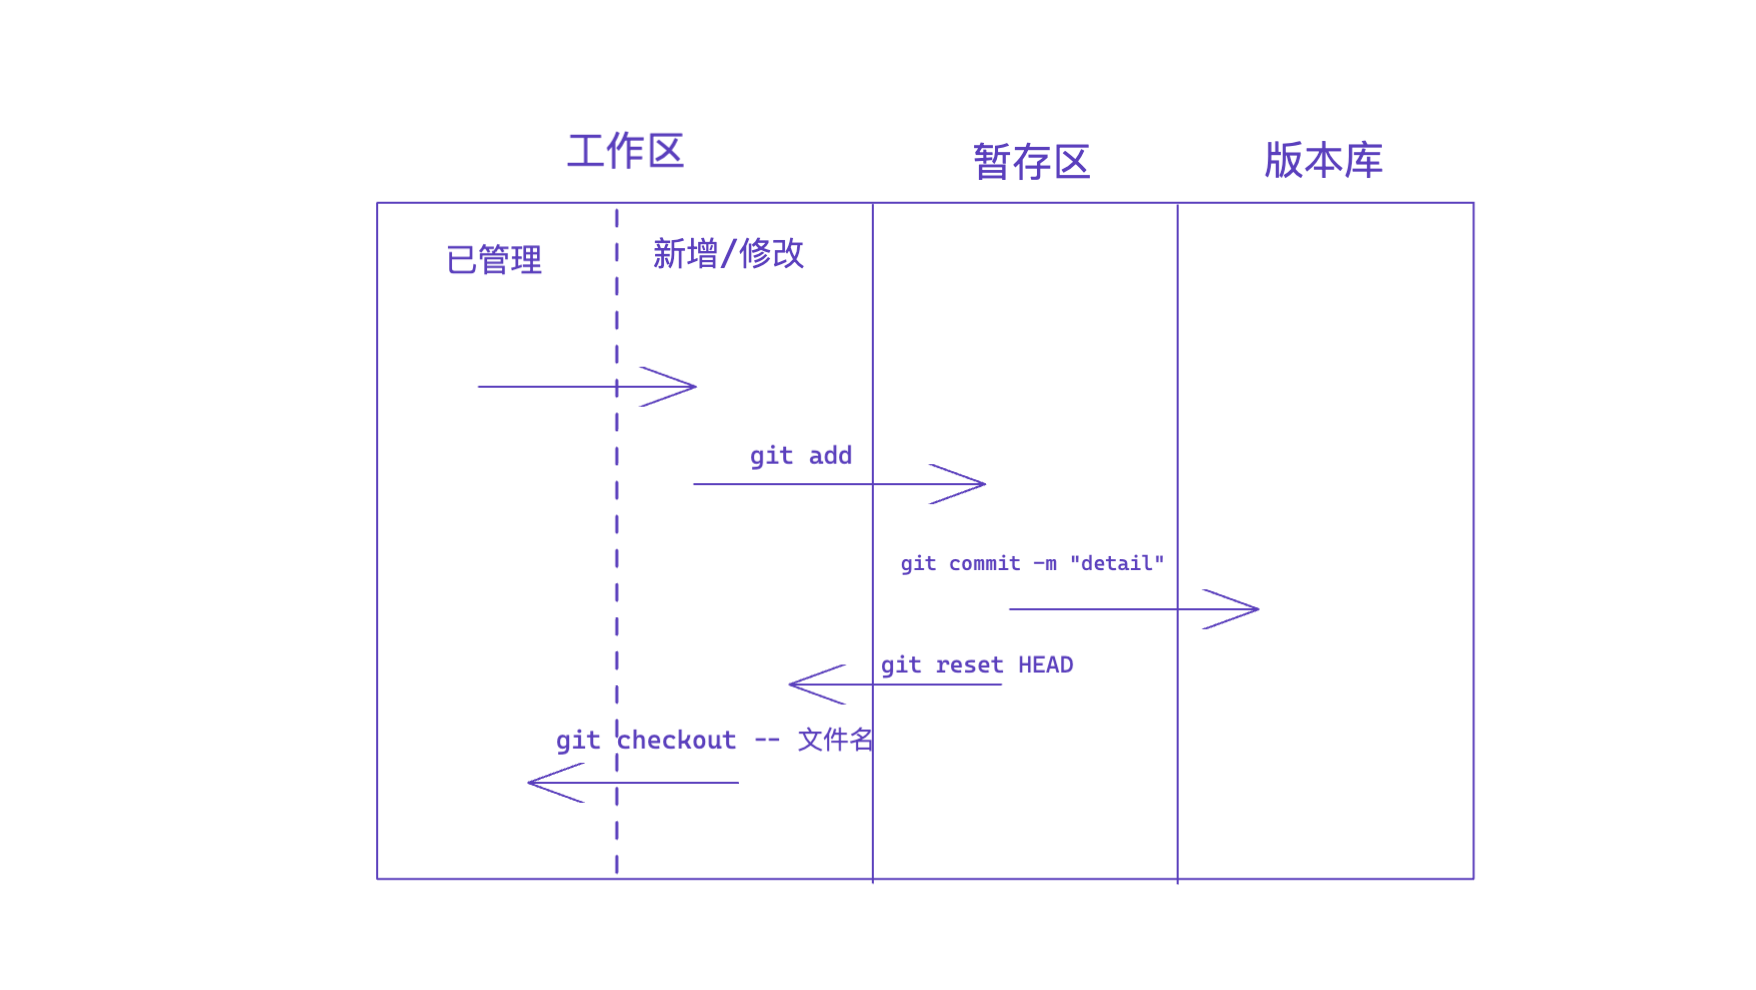 工作区
暂存区
版本库
已管理
新增/修改
git add
git commit -m "detail"
git reset HEAD
git checkout -- 文件名